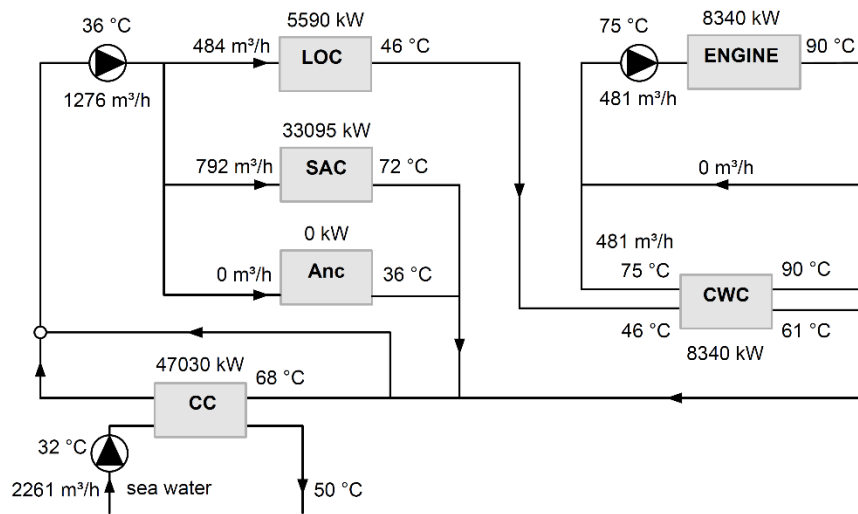 36 °C
1276 m³/h
484 m³/h
5590 kW
LOC
46 °C
33095 kW
792 m³/h
SAC
72 °C
0 kW
0 m³/h
Anc
36 °C
75 °C
481 m³/h
8340 kW
ENGINE
90 °C
0 m³/h
481 m³/h
75 °C
90 °C
CWC
46 °C
61 °C
8340 kW
47030 kW
68 °C
CC
32 °C
2261 m³/h
sea water
50 °C